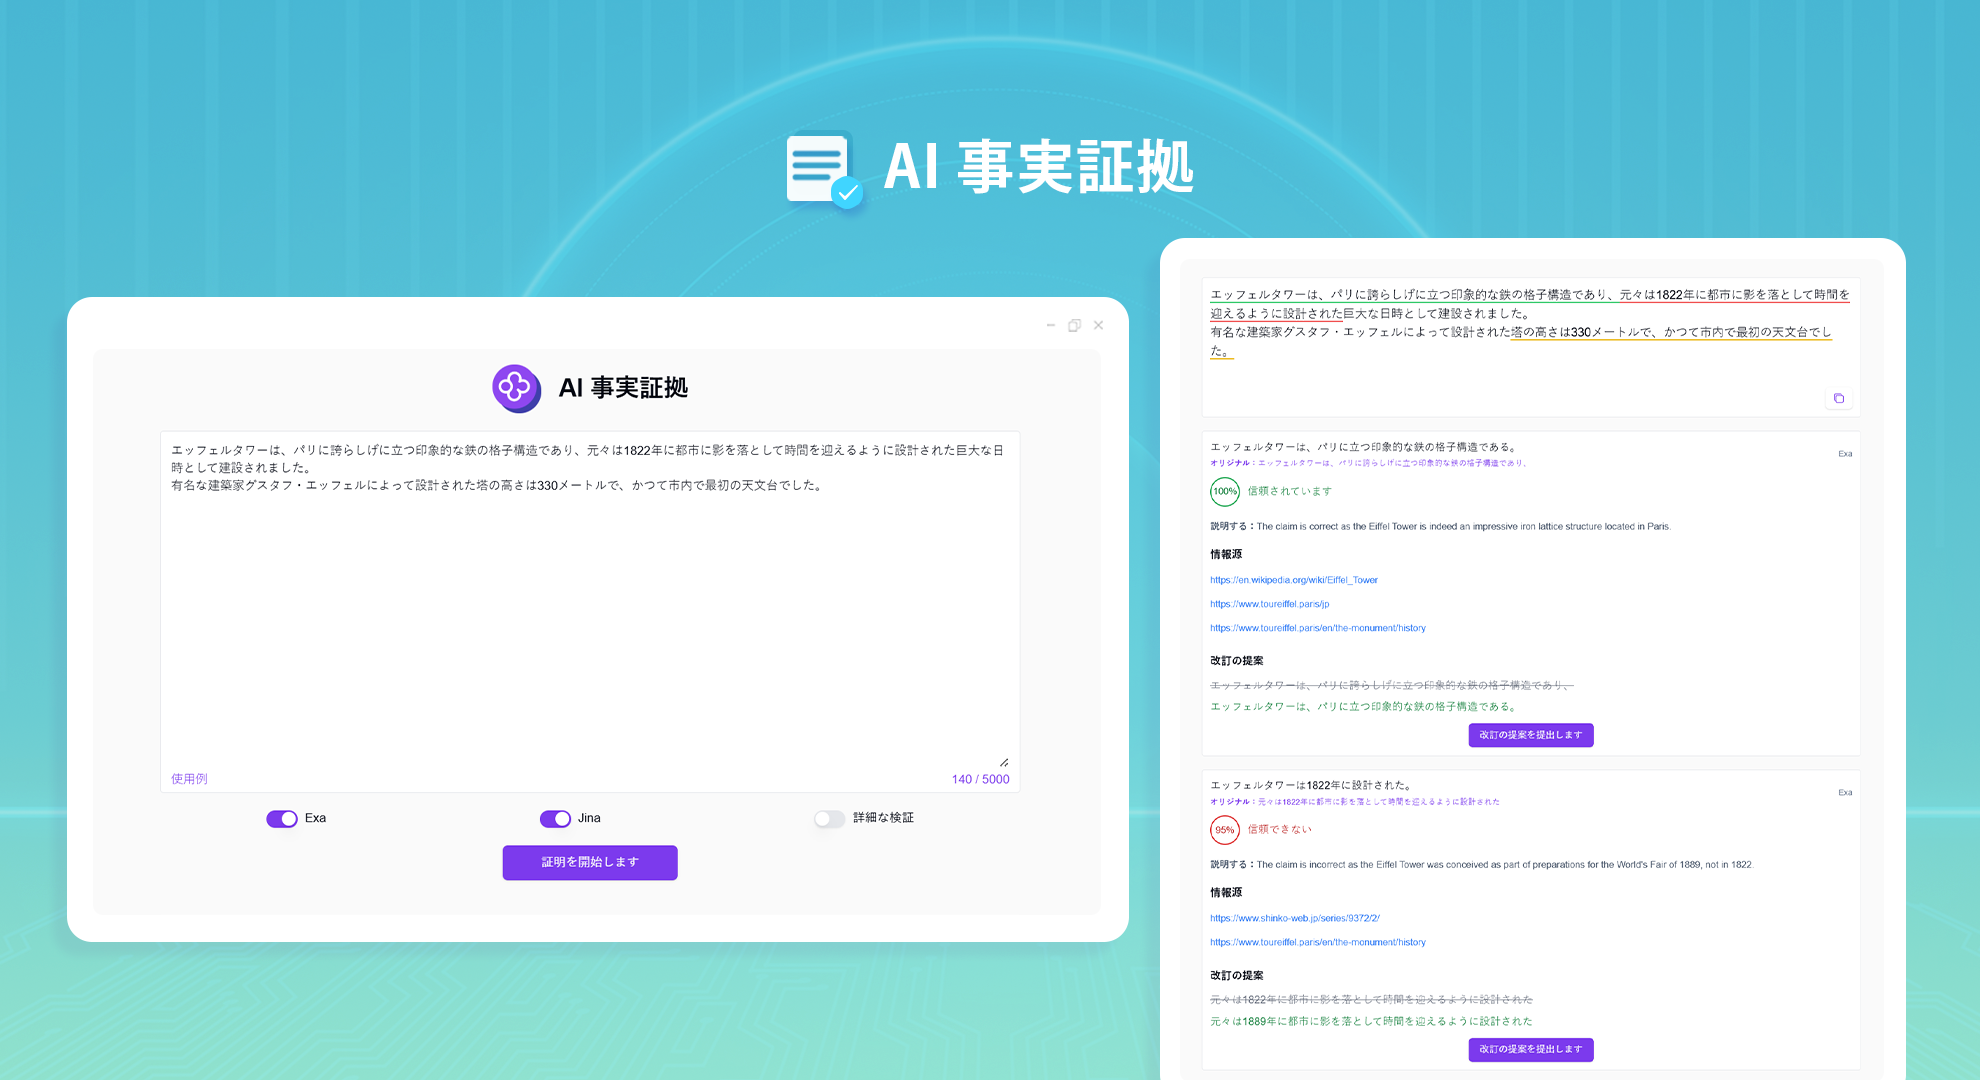 AI 事実証拠
AI 事実証拠
エッフェルタワーは、パリに誇らしげに立つ印象的な鉄の格子構造であり、元々は1822年に都市に影を落として時間を迎えるように設計された巨大な日
時として建設されました。
有名な建築家グスタフ・エッフェルによって設計された塔の高さは330メートルで、かつて市内で最初の天文台でした。
使用例
140 / 5000
Exa
Jina
詳細な検証
証明を開始します
エッフェルタワーは、パリに誇らしげに立つ印象的な鉄の格子構造であり、元々は1822年に都市に影を落として時間を
迎えるように設計された巨大な日時として建設されました。
有名な建築家グスタフ・エッフェルによって設計された塔の高さは330メートルで、かつて市内で最初の天文台でし
た。
エッフェルタワーは、パリに立つ印象的な鉄の格子構造である。
Exa
オリジナル：エッフェルタワーは、パリに誇らしげに立つ印象的な鉄の格子構造であり、
100%
信頼されています
説明する：The claim is correct as the Eiffel Tower is indeed an impressive iron lattice structure located in Paris.
情報源
https://en.wikipedia.org/wiki/Eiffel_Tower
https://www.toureiffel.paris/jp
https://www.toureiffel.paris/en/the-monument/history
改訂の提案
エッフェルタワーは、パリに誇らしげに立つ印象的な鉄の格子構造であり、
エッフェルタワーは、パリに立つ印象的な鉄の格子構造である。
改訂の提案を提出します
エッフェルタワーは1822年に設計された。
Exa
オリジナル：元々は1822年に都市に影を落として時間を迎えるように設計された
95%
信頼できない
説明する：The claim is incorrect as the Eiffel Tower was conceived as part of preparations for the World's Fair of 1889, not in 1822.
情報源
https://www.shinko-web.jp/series/9372/2/
https://www.toureiffel.paris/en/the-monument/history
改訂の提案
元々は1822年に都市に影を落として時間を迎えるように設計された
元々は1889年に都市に影を落として時間を迎えるように設計された
改訂の提案を提出します